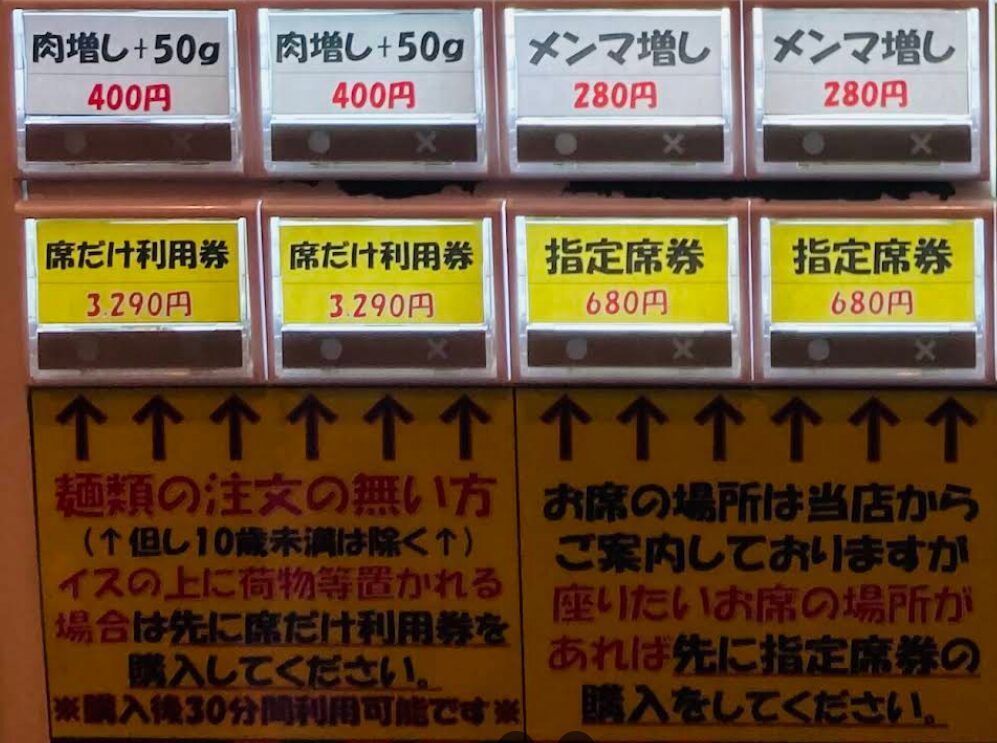 肉増し+50g
400円
肉増し+50g
400円
メンマ増し
280円
メンマ増し
280円
席だけ利用券
3.290円
席だけ利用券
3.290円
指定席券
680円
指定席券
680円
↑↑↑↑↑↑
麺類の注文の無い方
(↑但し10歳未満は除く↑)
イスの上に荷物等置かれる
場合は先に席だけ利用券を
購入してください。
※購入後30分間利用可能です※
↑↑↑↑↑↑
お席の場所は当店から
ご案内しておりますが
座りたいお席の場所が
あれば先に指定席券の
購入をしてください。